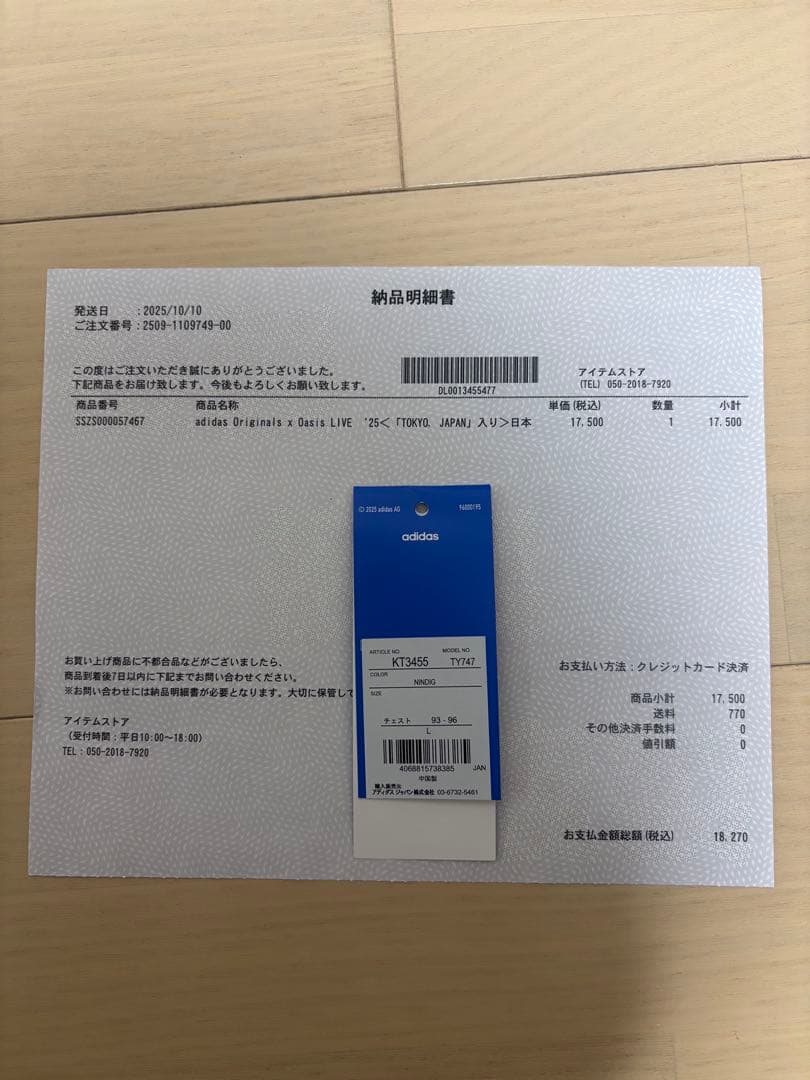 納品明細書
発送日　:2025/10/10
ご注文番号:2509-1109749-00
この度はご注文いただき誠にありがとうございました。
下記商品をお届け致します。今後もよろしくお願い致します。
DL0013455477
アイテムストア
(TEL) 050-2018-7920
商品番号 商品名称 単価(税込) 数量 小計
SSZS000057467 adidas Originals x Oasis LIVE '25<「TOKYO. JAPAN」入り>日本 17,500 1 17,500
© 2025 adidas AG 96000195
adidas
ARTICLE NO. MODEL NO.
KT3455 TY747
COLOR
NINDIG
SIZE
チェスト 93 - 96
L
4068815738385 JAN
中国製
輸入販売元:
アディダス ジャパン株式会社 03-6732-5461
お買い上げ商品に不都合品などがございましたら、
商品到着後7日以内に下記までお問い合わせください。
※お問い合わせには納品明細書が必要となります。大切に保管して
アイテムストア
(受付時間:平日10:00~18:00)
TEL:050-2018-7920
お支払い方法:クレジットカード決済
商品小計 17,500
送料 770
その他決済手数料 0
値引額 0
お支払金額総額(税込) 18,270